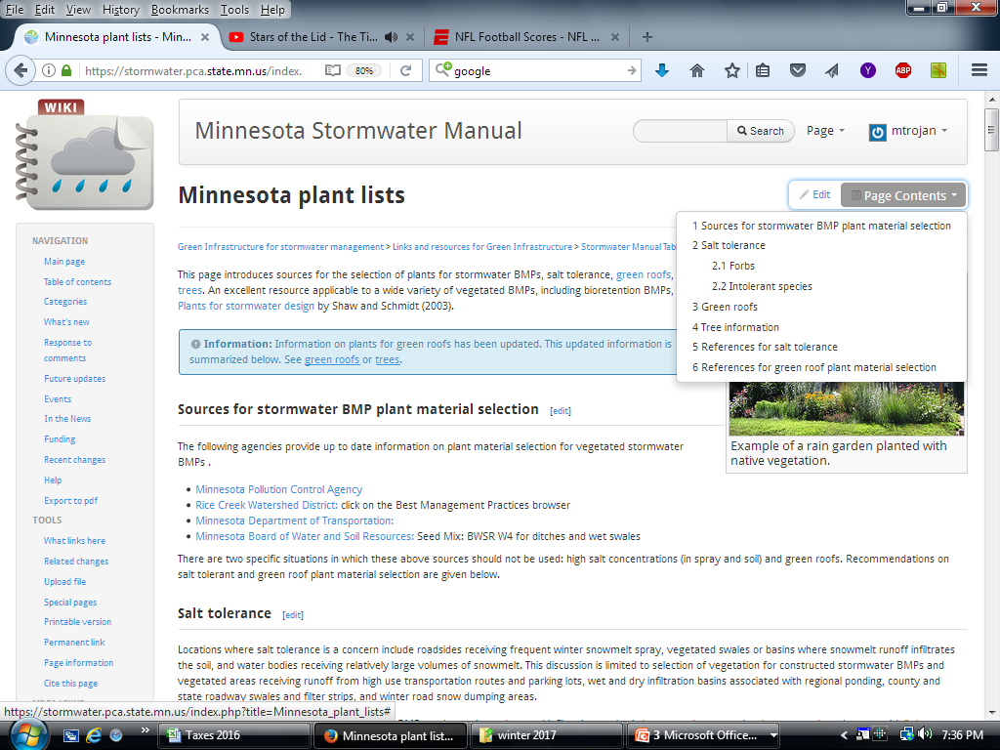 File Edit View History Bookmarks Tools Help
Minnesota plant lists - Min...
Stars of the Lid - The Ti...
NFL Football Scores - NFL ...
https://stormwater.pca.state.mn.us/index.
80%
google
Y
ABP
WIKI
Minnesota Stormwater Manual
Search
Page
mtrojan
Minnesota plant lists
Edit
Page Contents
1 Sources for stormwater BMP plant material selection
2 Salt tolerance
2.1 Forbs
2.2 Intolerant species
3 Green roofs
4 Tree information
5 References for salt tolerance
6 References for green roof plant material selection
NAVIGATION
Main page
Table of contents
Categories
What's new
Response to
comments
Future updates
Events
In the News
Funding
Recent changes
Help
Export to pdf
TOOLS
What links here
Related changes
Upload file
Special pages
Printable version
Permanent link
Page information
Cite this page
Green Infrastructure for stormwater management > Links and resources for Green Infrastructure > Stormwater Manual Tab
This page introduces sources for the selection of plants for stormwater BMPs, salt tolerance, green roofs,
trees. An excellent resource applicable to a wide variety of vegetated BMPs, including bioretention BMPs,
Plants for stormwater design by Shaw and Schmidt (2003).
Information: Information on plants for green roofs has been updated. This updated information is
summarized below. See green roofs or trees.
Sources for stormwater BMP plant material selection [edit]
Example of a rain garden planted with
native vegetation.
The following agencies provide up to date information on plant material selection for vegetated stormwater
BMPs .
• Minnesota Pollution Control Agency
• Rice Creek Watershed District: click on the Best Management Practices browser
• Minnesota Department of Transportation:
• Minnesota Board of Water and Soil Resources: Seed Mix: BWSR W4 for ditches and wet swales
There are two specific situations in which these above sources should not be used: high salt concentrations (in spray and soil) and green roofs. Recommendations on
salt tolerant and green roof plant material selection are given below.
Salt tolerance [edit]
Locations where salt tolerance is a concern include roadsides receiving frequent winter snowmelt spray, vegetated swales or basins where snowmelt runoff infiltrates
the soil, and water bodies receiving relatively large volumes of snowmelt. This discussion is limited to selection of vegetation for constructed stormwater BMPs and
vegetated areas receiving runoff from high use transportation routes and parking lots, wet and dry infiltration basins associated with regional ponding, county and
state roadway swales and filter strips, and winter road snow dumping areas.
https://stormwater.pca.state.mn.us/index.php?title=Minnesota_plant_lists#
Taxes 2016
Minnesota plant list...
winter 2017
3 Microsoft Office...
7:36 PM